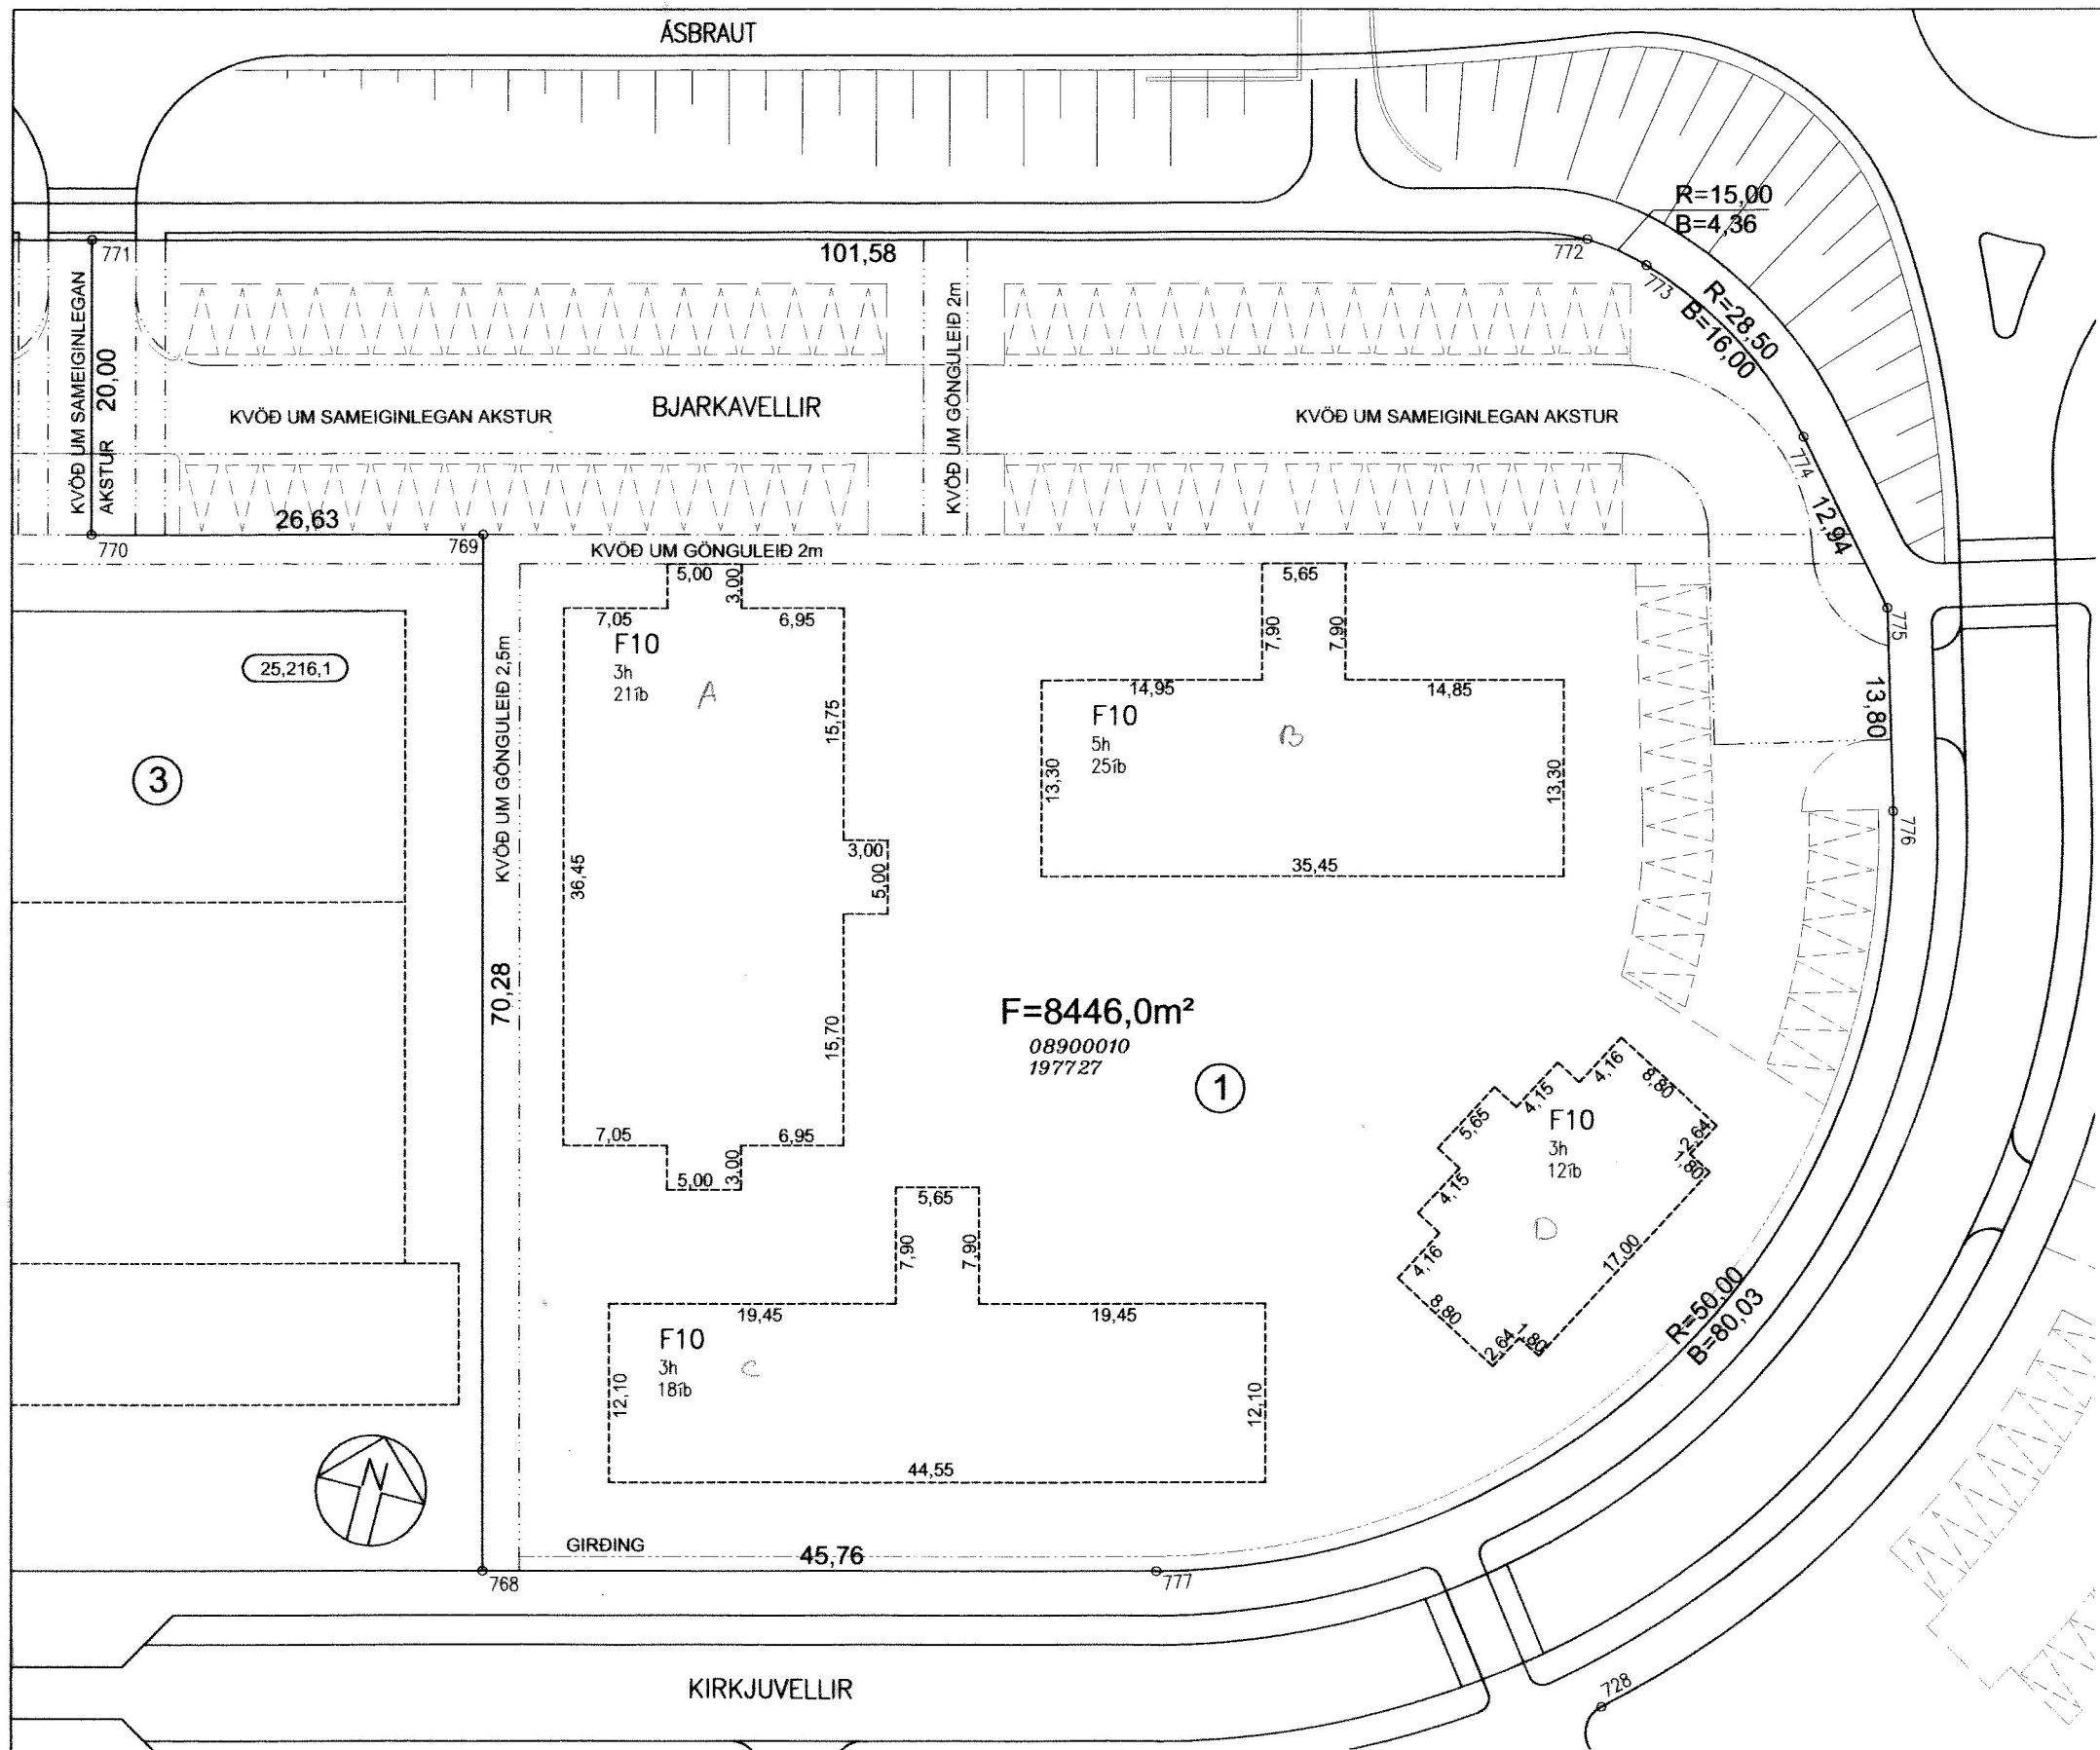 ÁSBRAUT
R=15,00
B=4,36
771
101,58
772
773
R=28,50
B=16,00
KVÖÐ UM SAMEIGINLEGAN
AKSTUR
20,00
KVÖÐ UM SAMEIGINLEGAN AKSTUR
BJARKAVELLIR
KVÖÐ UM GÖNGULEIÐ 2m
KVÖÐ UM SAMEIGINLEGAN AKSTUR
774
12,94
770
26,63
769
KVÖÐ UM GÖNGULEIÐ 2m
775
13,80
776
KVÖÐ UM GÖNGULEIÐ 2,5m
70,28
25,216,1
3
5,00
3,00
7,05
6,95
F10
3h
21íb
A
15,75
36,45
3,00
5,00
15,70
7,05
6,95
5,00
3,00
5,65
7,90
7,90
14,95
14,85
F10
5h
25íb
B
13,30
13,30
35,45
F=8446,0m²
08900010
197727
1
4,16
8,80
4,15
5,65
F10
3h
12íb
2,64
1,80
4,15
D
4,16
17,00
8,80
2,64
1,80
R=50,00
B=80,03
5,65
7,90
7,90
19,45
19,45
F10
3h
18íb
C
12,10
12,10
44,55
N
GIRÐING
45,76
768
777
KIRKJUVELLIR
728